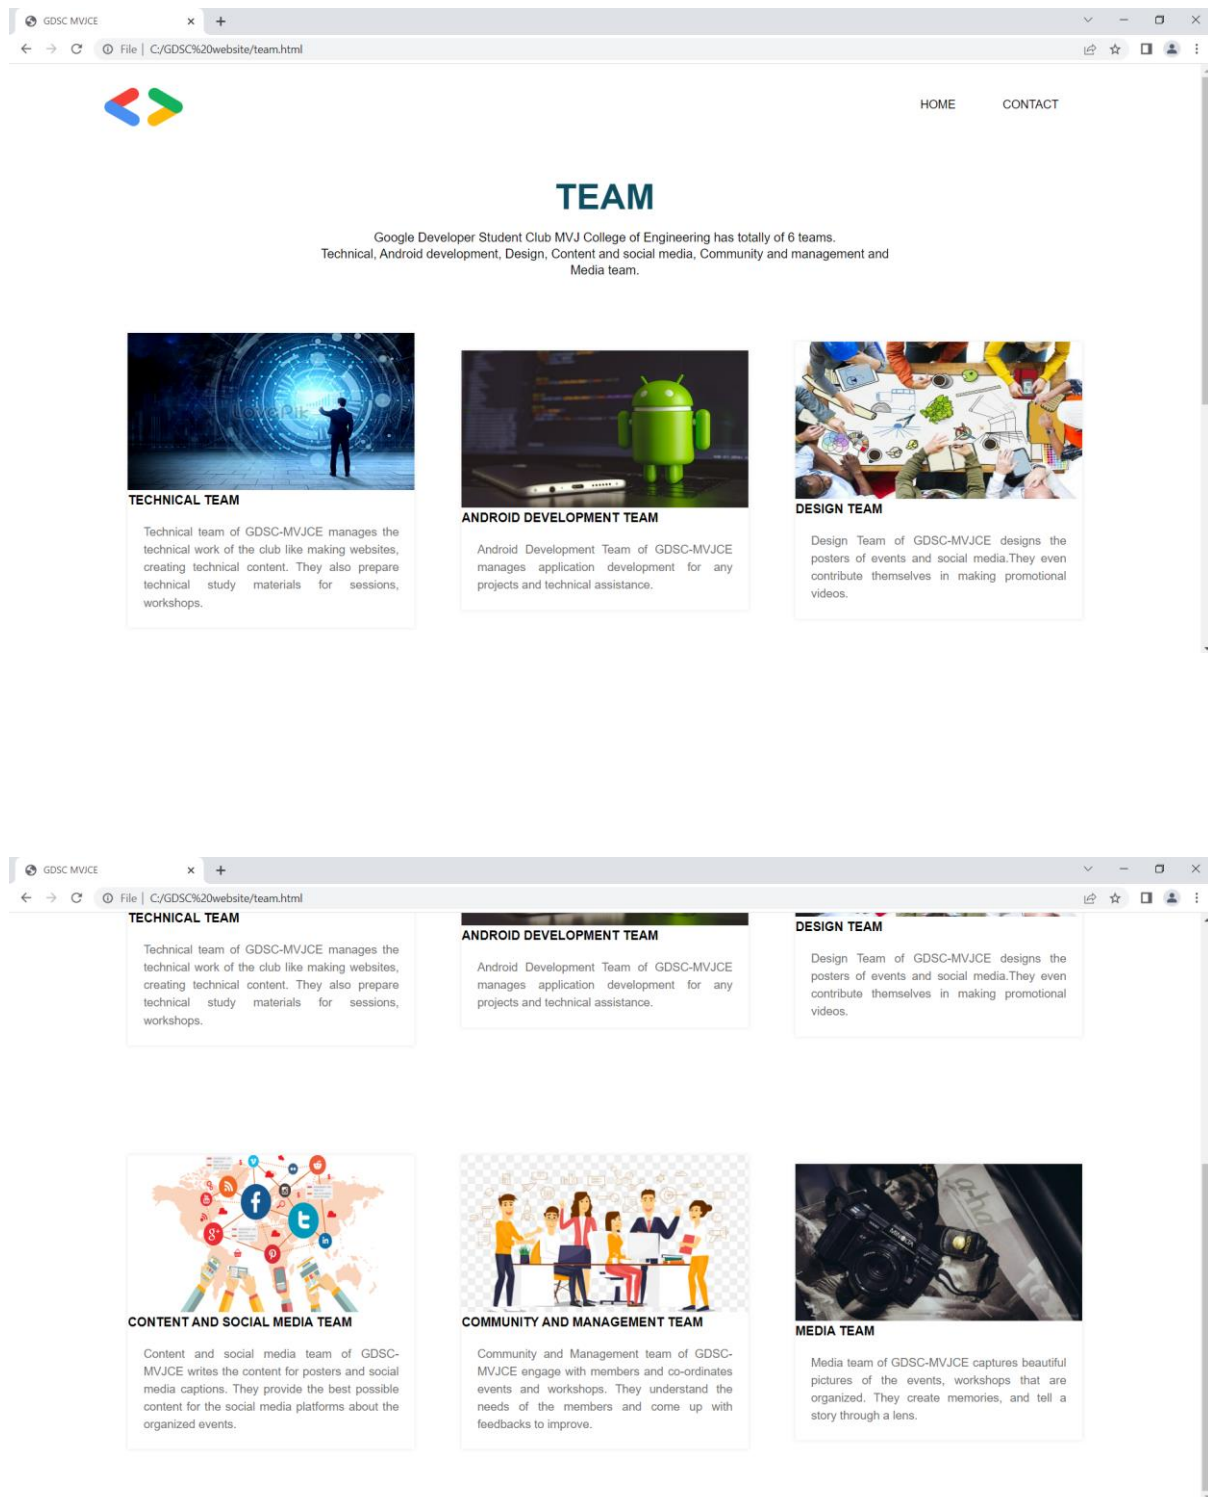 GDSC MVJCE
File | C:/GDSC%20website/team.html
HOME CONTACT
TEAM
Google Developer Student Club MVJ College of Engineering has totally of 6 teams.
Technical, Android development, Design, Content and social media, Community and management and
Media team.
LovePik
TECHNICAL TEAM
Technical team of GDSC-MVJCE manages the
technical work of the club like making websites,
creating technical content. They also prepare
technical study materials for sessions,
workshops.
ANDROID DEVELOPMENT TEAM
Android Development Team of GDSC-MVJCE
manages application development for any
projects and technical assistance.
DESIGN TEAM
Design Team of GDSC-MVJCE designs the
posters of events and social media.They even
contribute themselves in making promotional
videos.
GDSC MVJCE
File | C:/GDSC%20website/team.html
TECHNICAL TEAM
Technical team of GDSC-MVJCE manages the
technical work of the club like making websites,
creating technical content. They also prepare
technical study materials for sessions,
workshops.
ANDROID DEVELOPMENT TEAM
Android Development Team of GDSC-MVJCE
manages application development for any
projects and technical assistance.
DESIGN TEAM
Design Team of GDSC-MVJCE designs the
posters of events and social media.They even
contribute themselves in making promotional
videos.
CONTENT AND SOCIAL MEDIA TEAM
Content and social media team of GDSC-
MVJCE writes the content for posters and social
media captions. They provide the best possible
content for the social media platforms about the
organized events.
COMMUNITY AND MANAGEMENT TEAM
Community and Management team of GDSC-
MVJCE engage with members and co-ordinates
events and workshops. They understand the
needs of the members and come up with
feedbacks to improve.
MINOLTA
a-ha
MEDIA TEAM
Media team of GDSC-MVJCE captures beautiful
pictures of the events, workshops that are
organized. They create memories, and tell a
story through a lens.